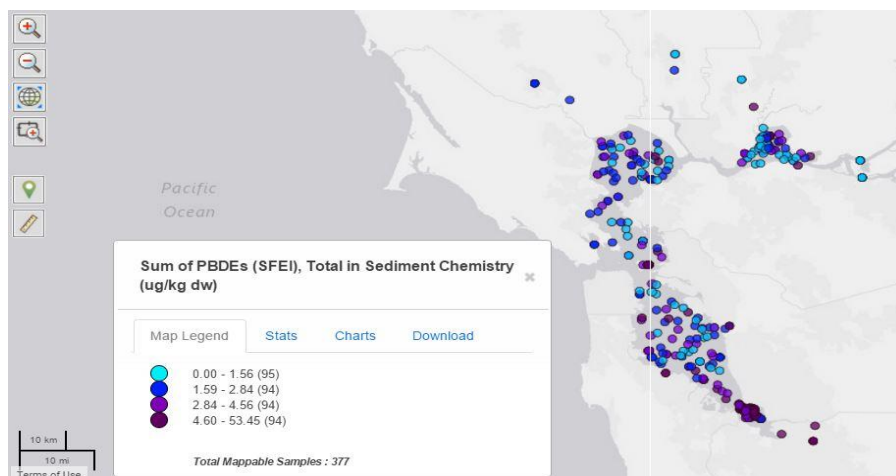 Pacific
Ocean
Sum of PBDEs (SFEI), Total in Sediment Chemistry
(ug/kg dw)
×
Map Legend Stats Charts Download
0.00 - 1.56 (95)
1.59 - 2.84 (94)
2.84 - 4.56 (94)
4.60 - 53.45 (94)
Total Mappable Samples : 377
10 km
10 mi
Terms of Use